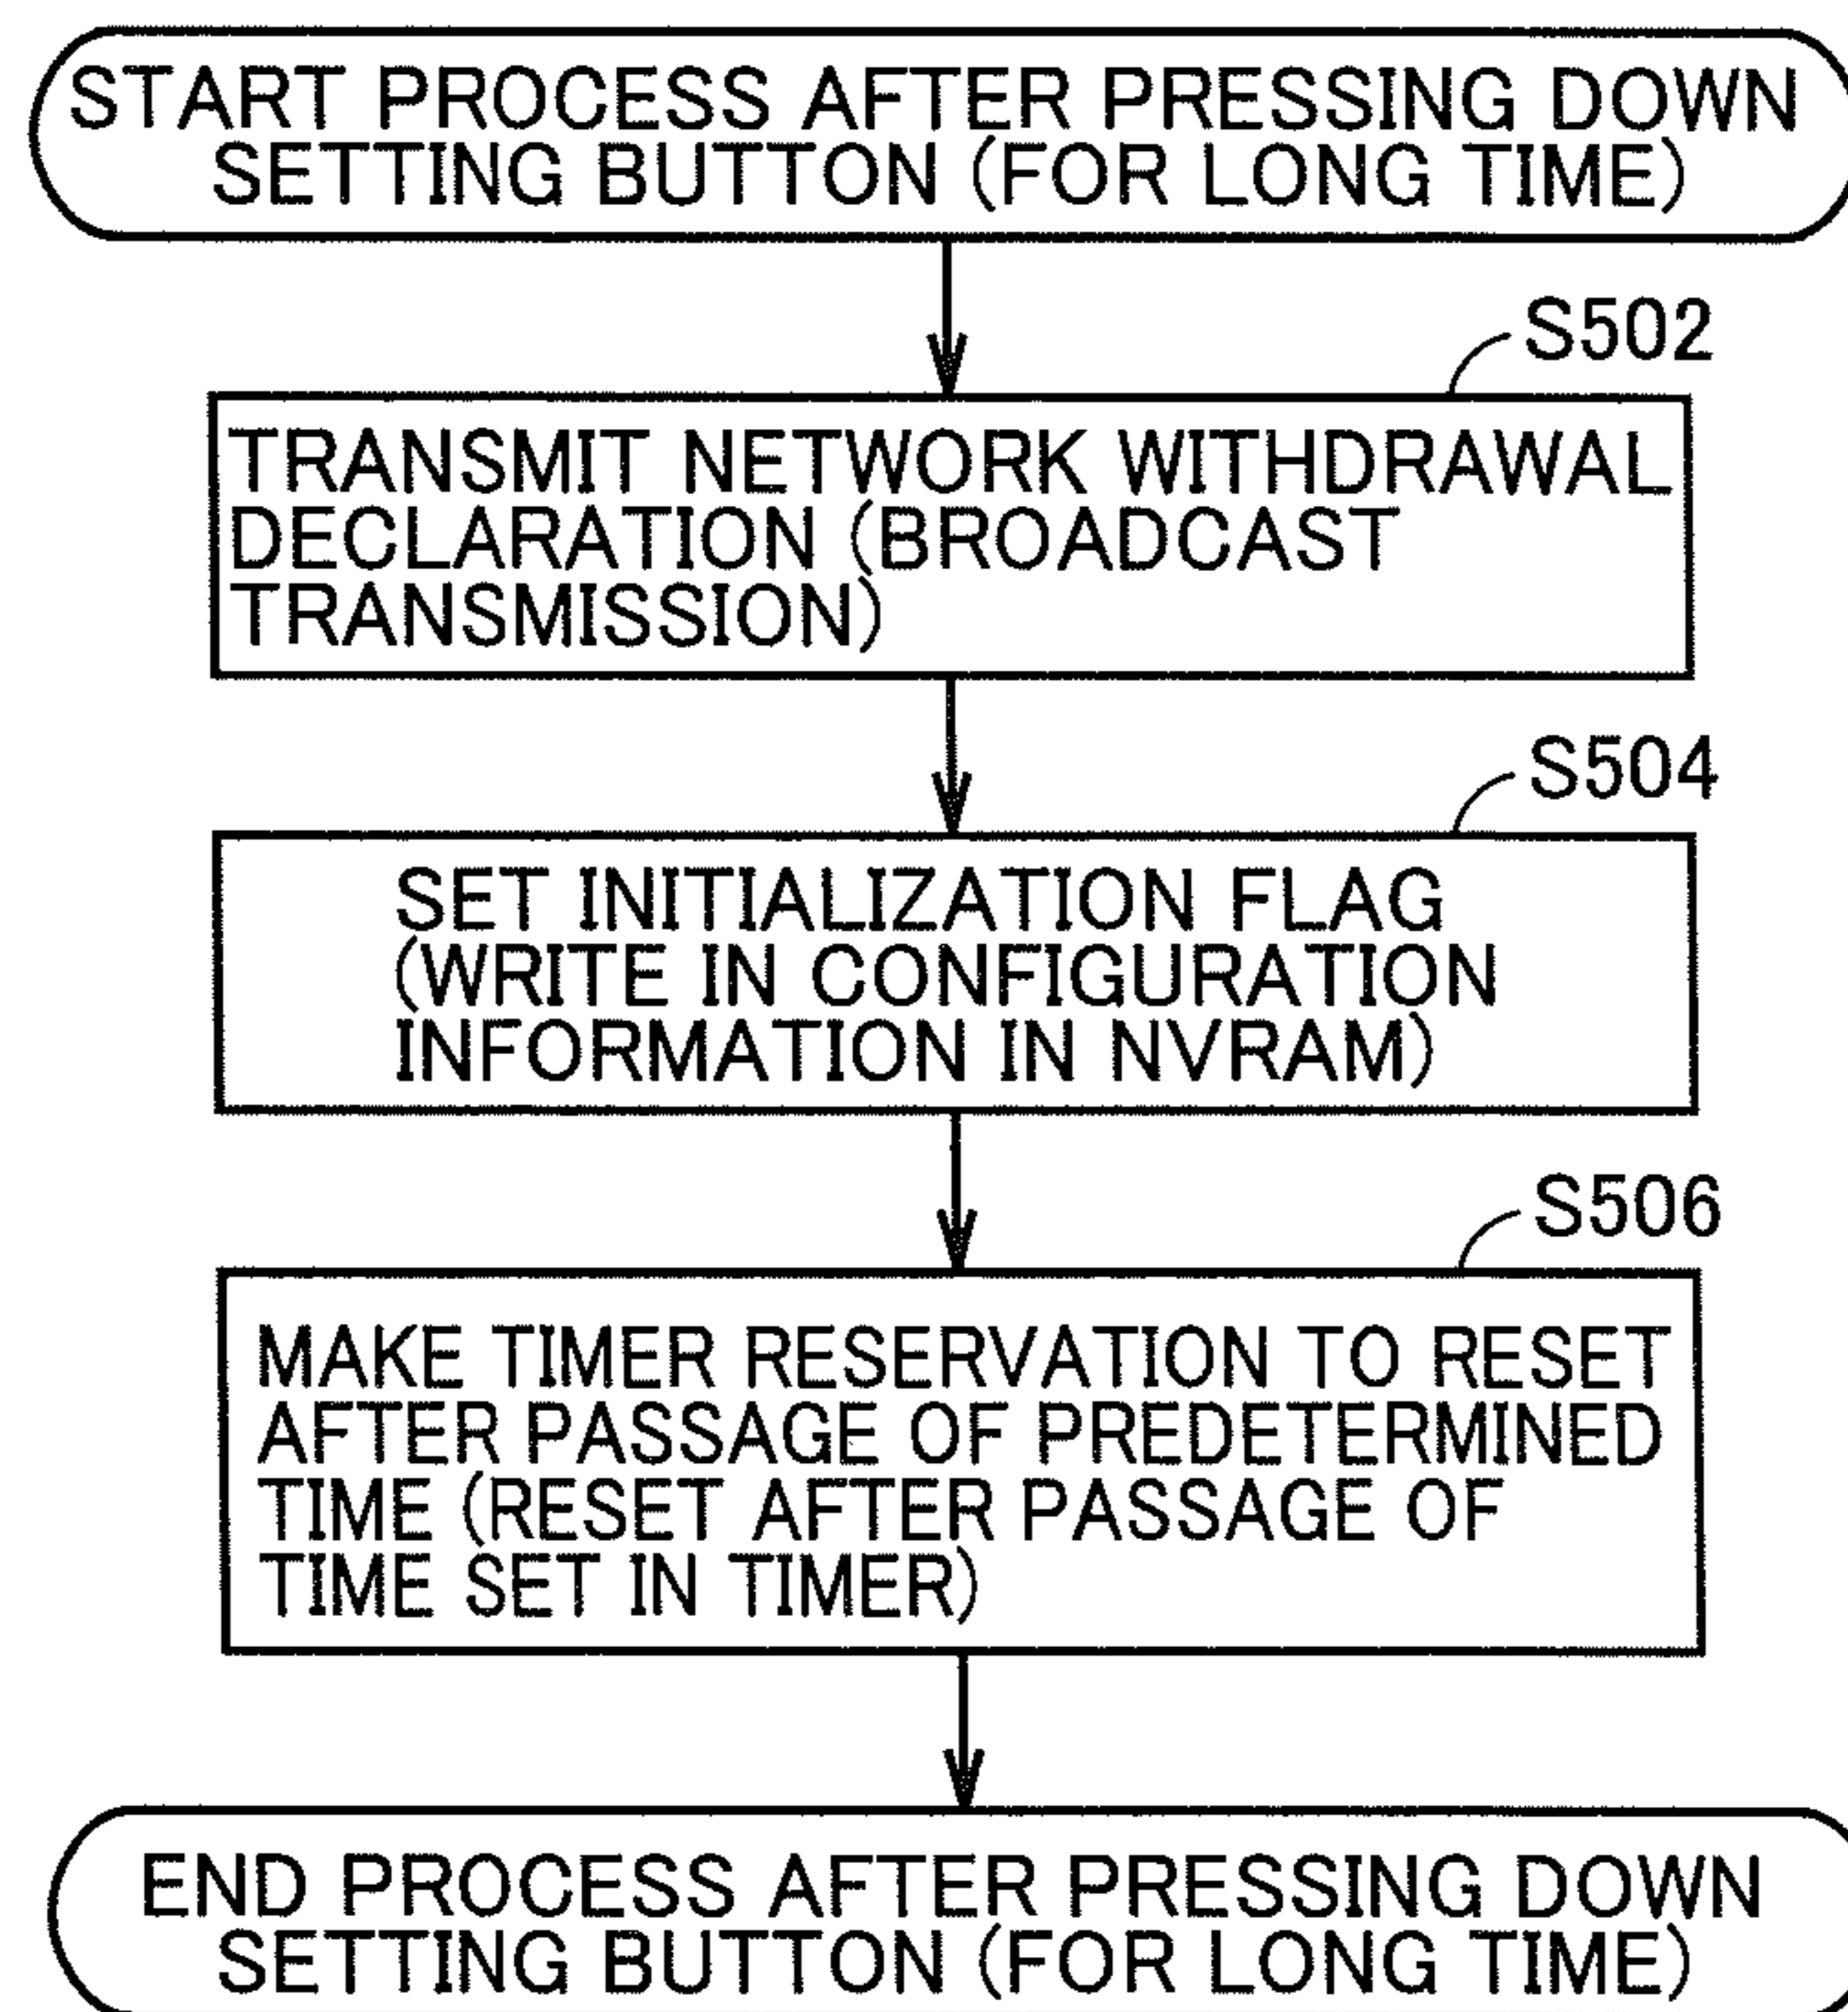 START PROCESS AFTER PRESSING DOWN
SETTING BUTTON (FOR LONG TIME)
S502
TRANSMIT NETWORK WITHDRAWAL
DECLARATION (BROADCAST
TRANSMISSION)
S504
SET INITIALIZATION FLAG
(WRITE IN CONFIGURATION
INFORMATION IN NVRAM)
S506
MAKE TIMER RESERVATION TO RESET
AFTER PASSAGE OF PREDETERMINED
TIME (RESET AFTER PASSAGE OF
TIME SET IN TIMER)
END PROCESS AFTER PRESSING DOWN
SETTING BUTTON (FOR LONG TIME)